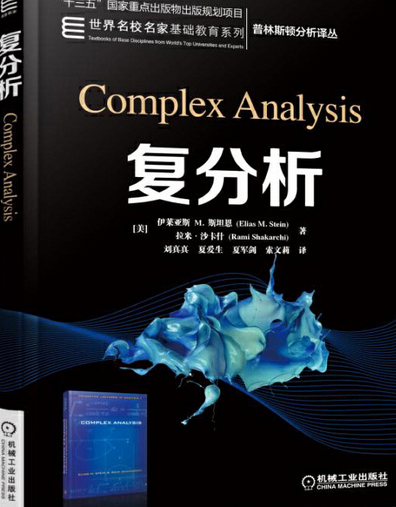 十三五”国家重点出版物出版规划项目
世界名校名家基础教育系列
Textbooks of Base Disciplines from World's Top Universities and Experts
普林斯顿分析译丛
Complex Analysis
复分析
[美]
伊莱亚斯 M. 斯坦恩 (Elias M. Stein)
拉米·沙卡什 (Rami Shakarchi)
著
刘真真 夏爱生 夏军剑 索文莉 译
复分析
Complex Analysis
COMPLEX ANALYSIS
机械工业出版社
CHINA MACHINE PRESS
机械工业出版社
CHINA MACHINE PRESS